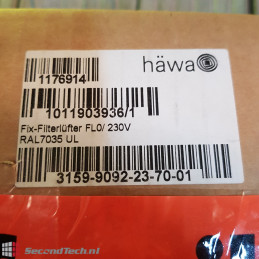 häwa
1176914
1011903936/1
Fix-Filterlüfter FL0/ 230V
RAL7035 UL
3159-9092-23-70-01
SecondTech.nl